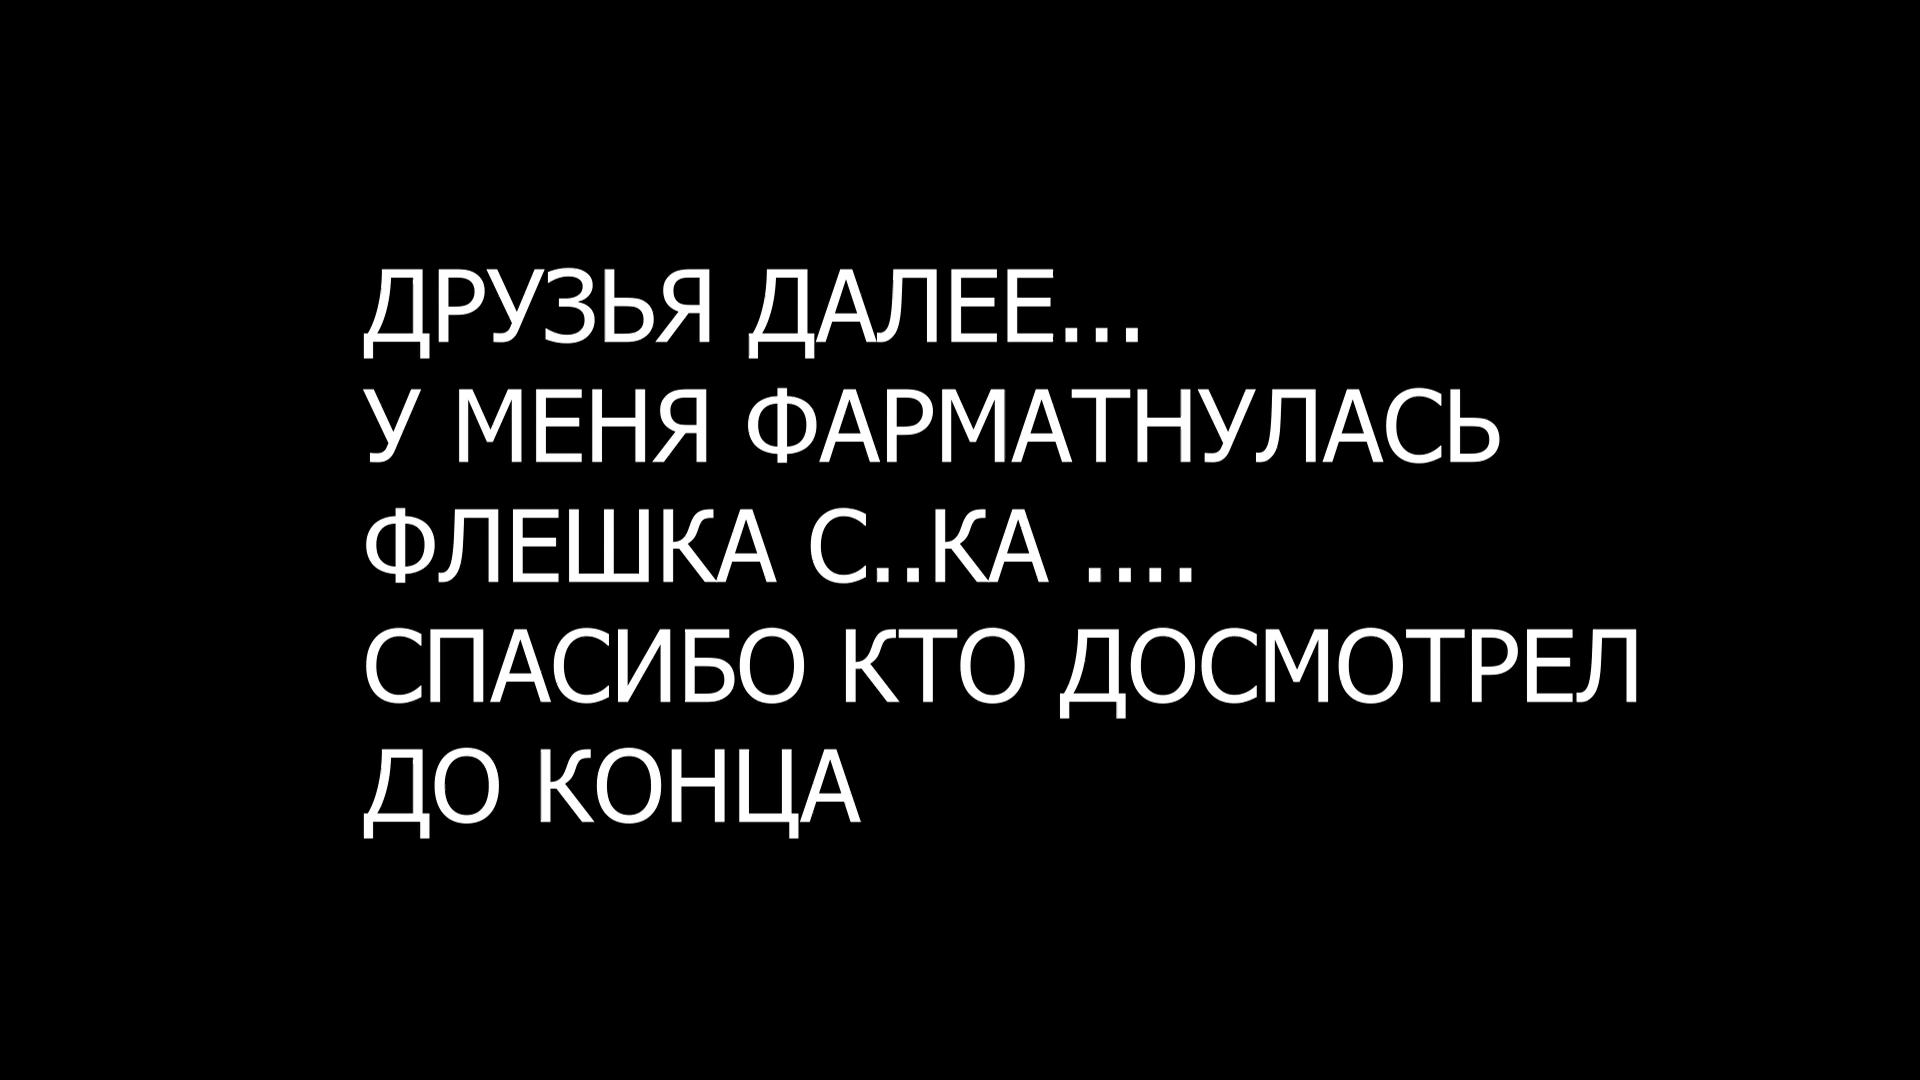 ДРУЗЬЯ ДАЛЕЕ...
У МЕНЯ ФАРМАТНУЛАСЬ
ФЛЕШКА С..КА ....
СПАСИБО КТО ДОСМОТРЕЛ
ДО КОНЦА